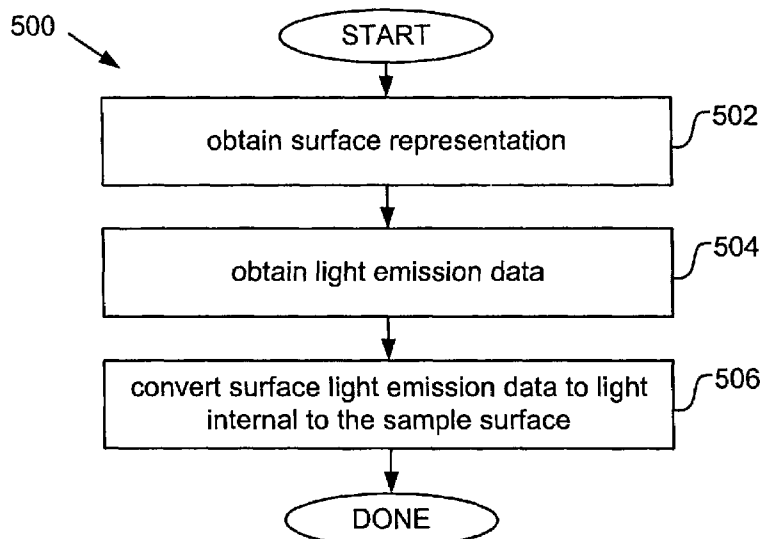 500
START
obtain surface representation
502
obtain light emission data
504
convert surface light emission data to light
internal to the sample surface
506
DONE